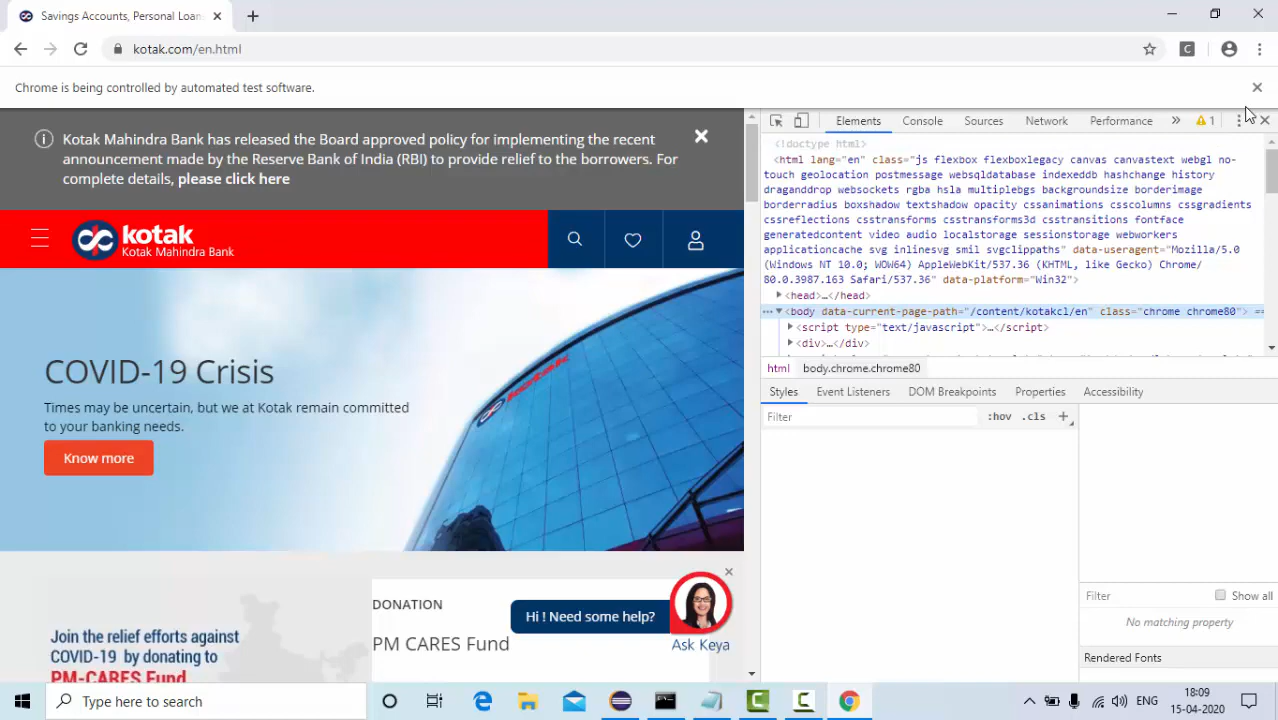 Savings Accounts, Personal Loan
kotak.com/en.html
Chrome is being controlled by automated test software.
Kotak Mahindra Bank has released the Board approved policy for implementing the recent
announcement made by the Reserve Bank of India (RBI) to provide relief to the borrowers. For
complete details, please click here
kotak
Kotak Mahindra Bank
COVID-19 Crisis
Times may be uncertain, but we at Kotak remain committed
to your banking needs.
Know more
Join the relief efforts against
COVID-19 by donating to
PM-CARES Fund
DONATION
PM CARES Fund
Hi ! Need some help?
Ask Keya
Elements Console Sources Network Performance » 1
<!doctype html>
<html lang="en" class="js flexbox flexboxlegacy canvas canvastext webgl no-
touch geolocation postmessage websqldatabase indexeddb hashchange history
draganddrop websockets rgba hsla multiplebgs backgroundsize borderimage
borderradius boxshadow textshadow opacity cssanimations csscolumns cssgradients
cssreflections csstransforms csstransforms3d csstransitions fontface
generatedcontent video audio localstorage sessionstorage webworkers
applicationcache svg inlinesvg smil svgclippaths" data-useragent="Mozilla/5.0
(Windows NT 10.0; WOW64) AppleWebKit/537.36 (KHTML, like Gecko) Chrome/
80.0.3987.163 Safari/537.36" data-platform="Win32">
<head>…</head>
<body data-current-page-path="/content/kotakcl/en" class="chrome chrome80"> ==
<script type="text/javascript">…</script>
<div>…</div>
html body.chrome.chrome80
Styles Event Listeners DOM Breakpoints Properties Accessibility
Filter :hov .cls +
Filter Show all
No matching property
Rendered Fonts
Type here to search
ENG
18:09
15-04-2020